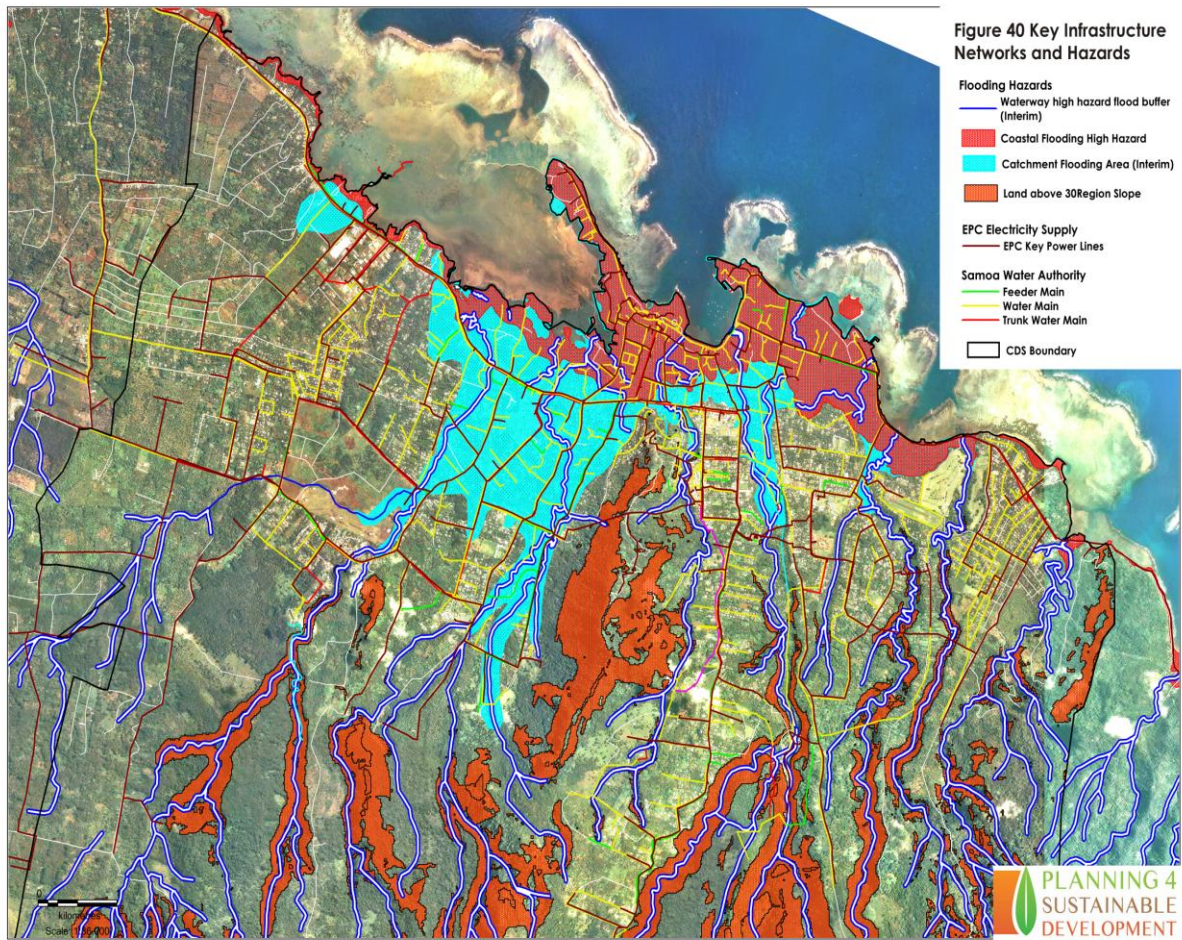 Figure 40 Key Infrastructure
Networks and Hazards
Flooding Hazards
Waterway high hazard flood buffer
(Interim)
Coastal Flooding High Hazard
Catchment Flooding Area (Interim)
Land above 30Region Slope
EPC Electricity Supply
EPC Key Power Lines
Samoa Water Authority
Feeder Main
Water Main
Trunk Water Main
CDS Boundary
0
kilometres
PLANNING 4
SUSTAINABLE
DEVELOPMENT